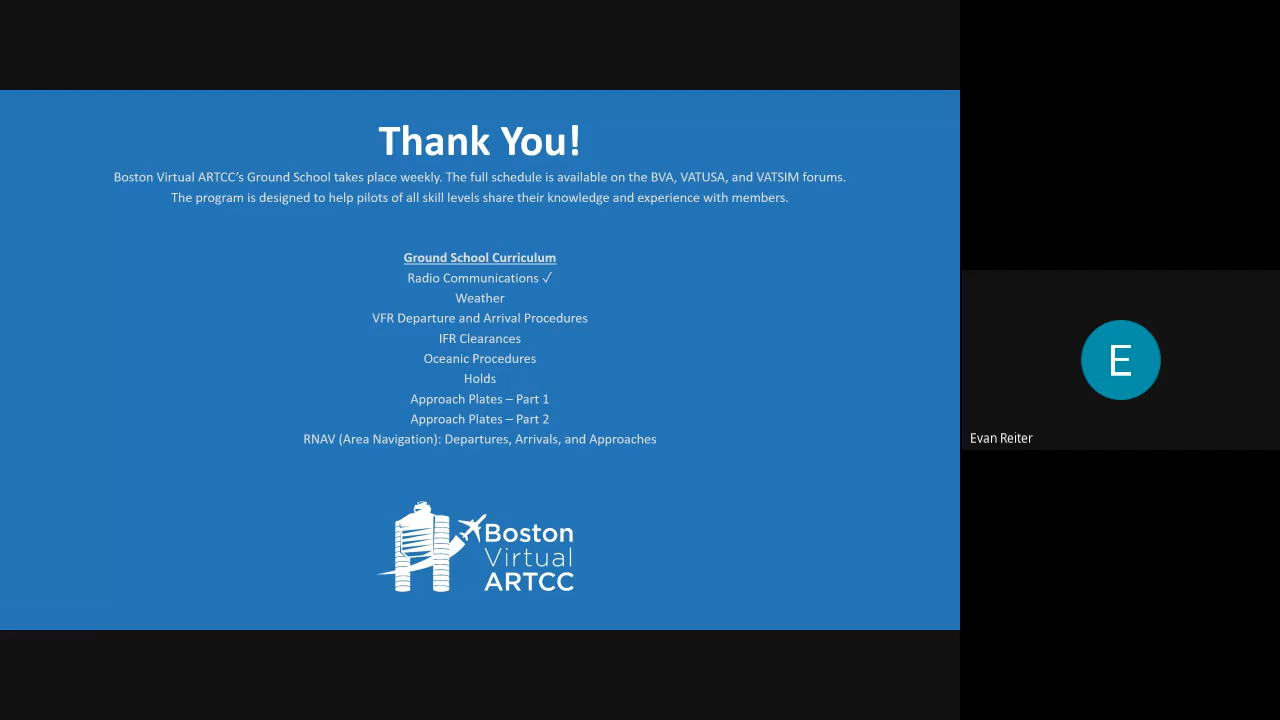 Thank You!
Boston Virtual ARTCC’s Ground School takes place weekly. The full schedule is available on the BVA, VATUSA, and VATSIM forums.
The program is designed to help pilots of all skill levels share their knowledge and experience with members.
Ground School Curriculum
Radio Communications ✓
Weather
VFR Departure and Arrival Procedures
IFR Clearances
Oceanic Procedures
Holds
Approach Plates – Part 1
Approach Plates – Part 2
RNAV (Area Navigation): Departures, Arrivals, and Approaches
Boston
Virtual
ARTCC
E
Evan Reiter